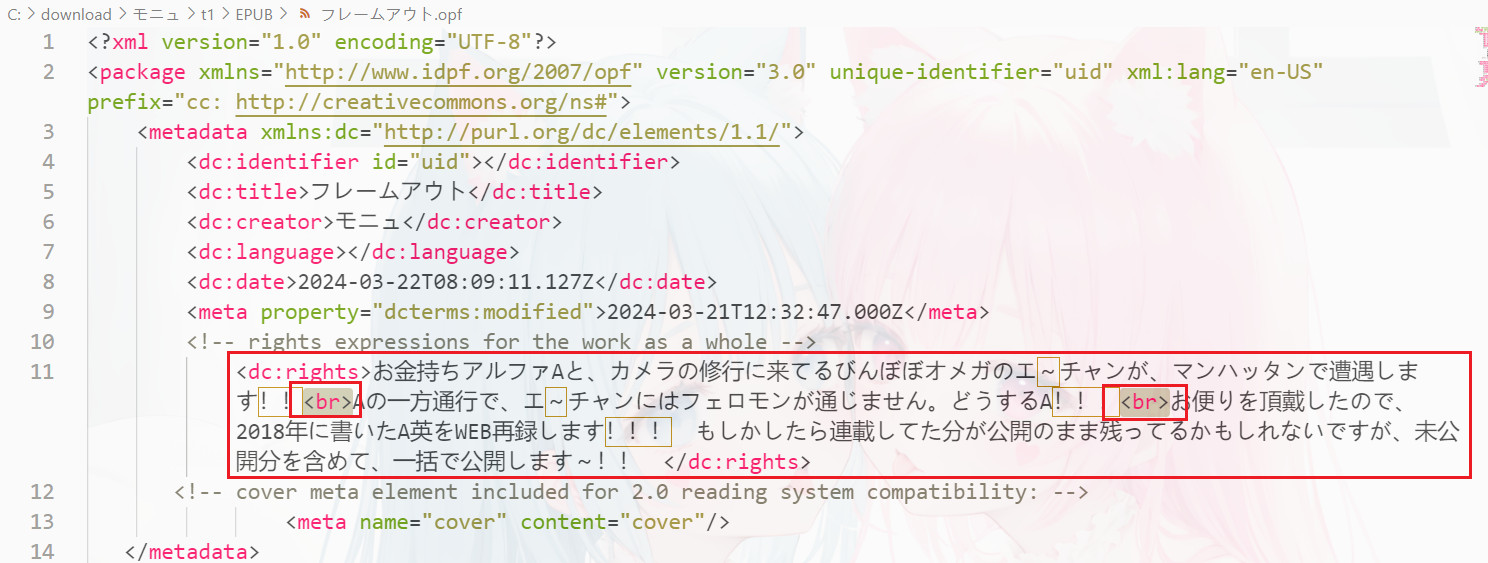 C: > download > モニュ > t1 > EPUB > フレームアウト.opf
1 <?xml version="1.0" encoding="UTF-8"?>
2 <package xmlns="http://www.idpf.org/2007/opf" version="3.0" unique-identifier="uid" xml:lang="en-US"
prefix="cc: http://creativecommons.org/ns#">
3 <metadata xmlns:dc="http://purl.org/dc/elements/1.1/">
4 <dc:identifier id="uid"></dc:identifier>
5 <dc:title>フレームアウト</dc:title>
6 <dc:creator>モニュ</dc:creator>
7 <dc:language></dc:language>
8 <dc:date>2024-03-22T08:09:11.127Z</dc:date>
9 <meta property="dcterms:modified">2024-03-21T12:32:47.000Z</meta>
10 <!-- rights expressions for the work as a whole -->
11 <dc:rights>お金持ちアルファAと、カメラの修行に来てるびんぼぼオメガのエ～チャンが、マンハッタンで遭遇しま
す！！<br>Aの一方通行で、エ～チャンにはフェロモンが通じません。どうするA！！　<br>お便りを頂戴したので、
2018年に書いたA英をWEB再録します！！！　もしかしたら連載してた分が公開のまま残ってるかもしれないですが、未公
開分を含めて、一括で公開します～！！　</dc:rights>
12 <!-- cover meta element included for 2.0 reading system compatibility: -->
13 <meta name="cover" content="cover"/>
14 </metadata>